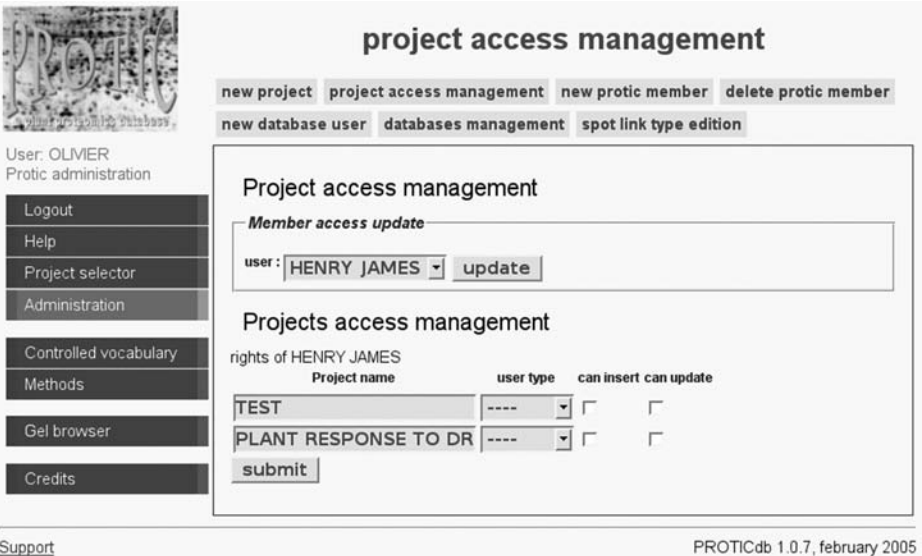 PROTIC
a plant proteomics database
project access management
new project project access management new protic member delete protic member
new database user databases management spot link type edition
User: OLIVIER
Protic administration
Logout
Help
Project selector
Administration
Controlled vocabulary
Methods
Gel browser
Credits
Project access management
Member access update
user : HENRY JAMES update
Projects access management
rights of HENRY JAMES
Project name user type can insert can update
TEST ----
PLANT RESPONSE TO DR ----
submit
Support
PROTICdb 1.0.7, february 2005